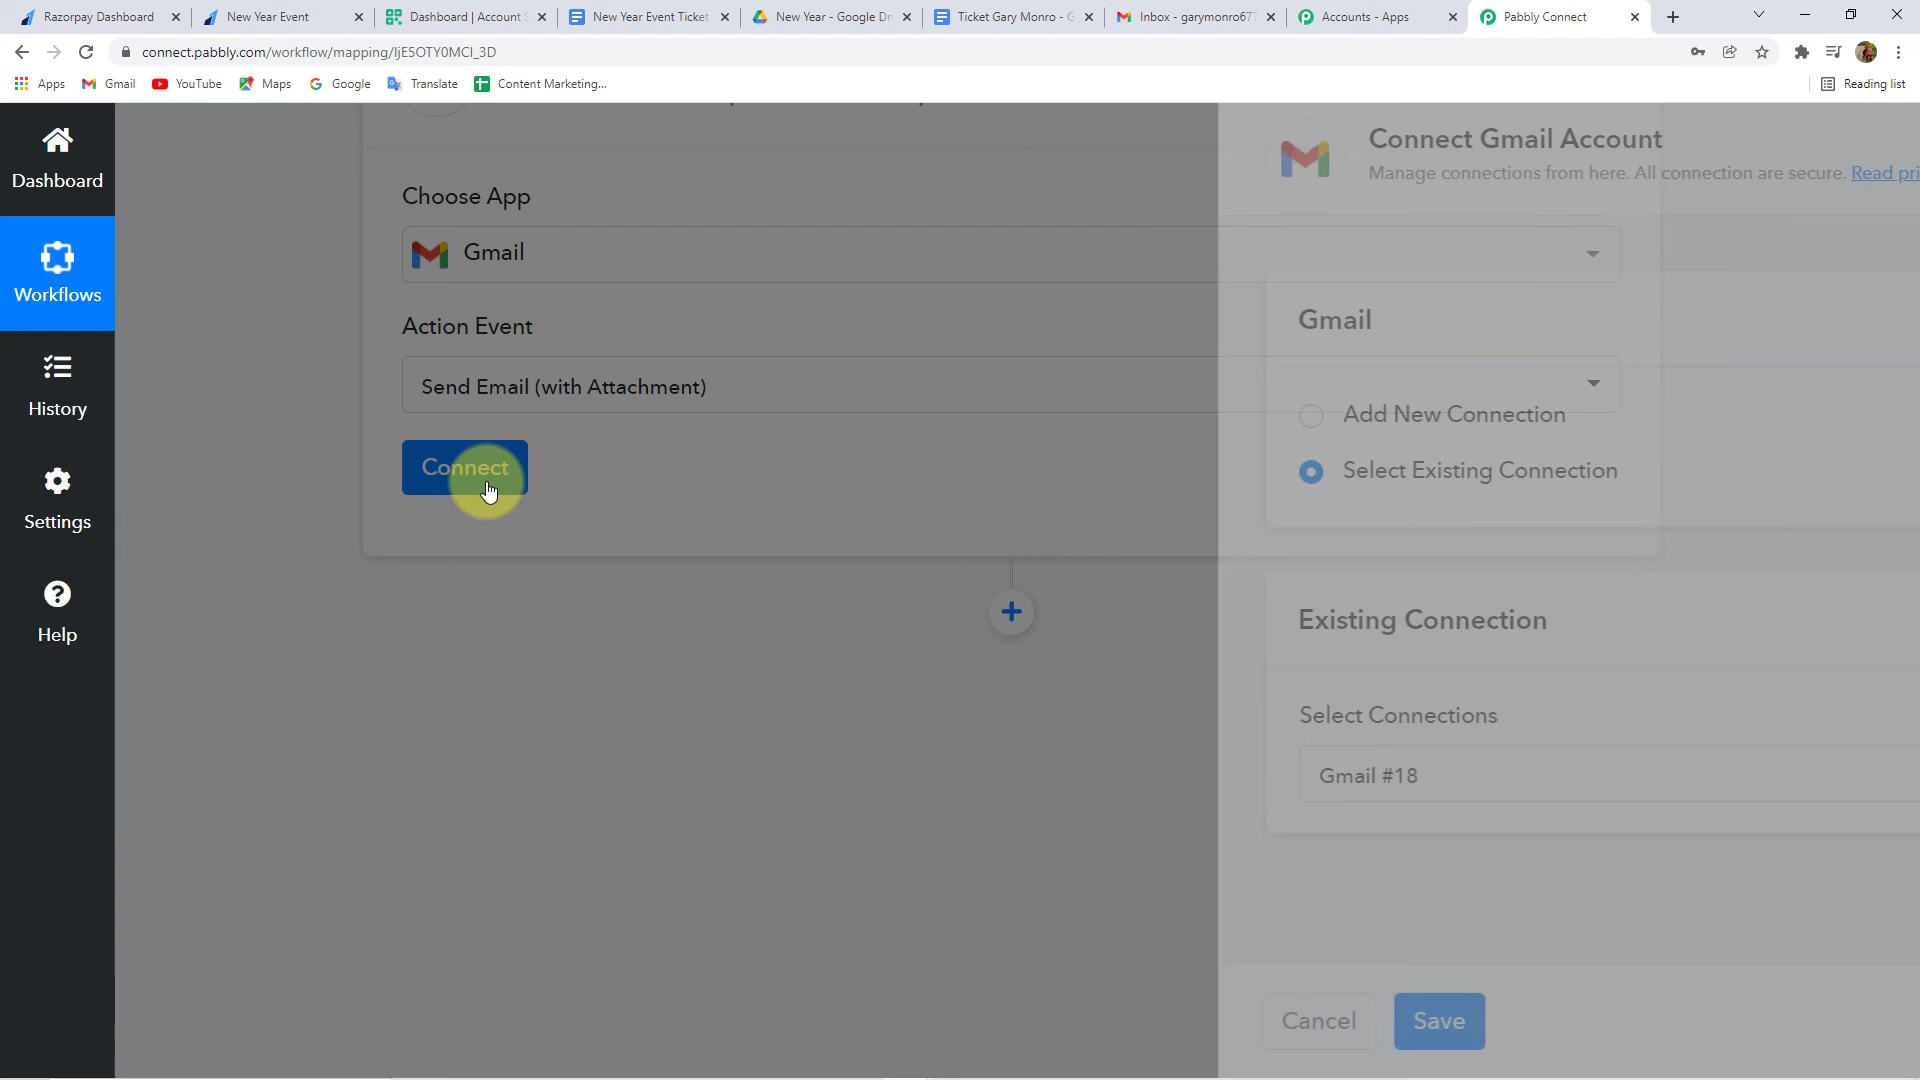 Razorpay Dashboard
New Year Event
Dashboard | Account S
New Year Event Ticket
New Year - Google Dri
Ticket Gary Monro - G
Inbox - garymonro677
Accounts - Apps
Pabbly Connect
connect.pabbly.com/workflow/mapping/IjE5OTY0MCI_3D
Apps
Gmail
YouTube
Maps
Google
Translate
Content Marketing...
Reading list
Dashboard
Workflows
History
Settings
Help
Choose App
Gmail
Action Event
Send Email (with Attachment)
Connect
Connect Gmail Account
Manage connections from here. All connection are secure. Read pri
Gmail
Add New Connection
Select Existing Connection
Existing Connection
Select Connections
Gmail #18
Cancel
Save